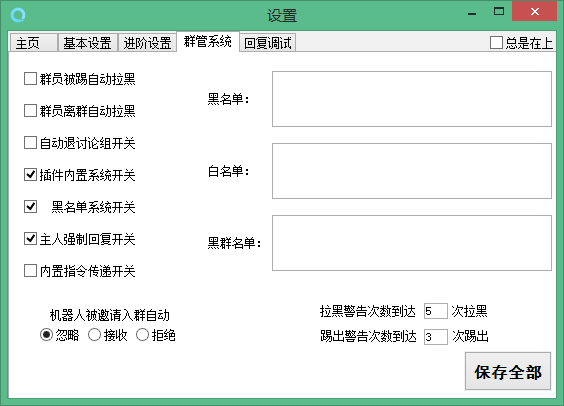 设置
主页 基本设置 进阶设置 群管系统 回复调试 总是在上
群员被踢自动拉黑
群员离群自动拉黑
自动退讨论组开关
插件内置系统开关
黑名单系统开关
主人强制回复开关
内置指令传递开关
黑名单：
白名单：
黑群名单：
机器人被邀请入群自动
忽略 接收 拒绝
拉黑警告次数到达 5 次拉黑
踢出警告次数到达 3 次踢出
保存全部